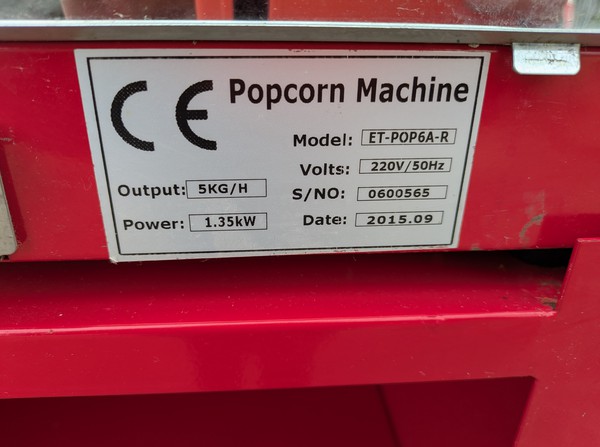 CE Popcorn Machine
Model: ET-POP6A-R
Volts: 220V/50Hz
Output: 5KG/H
S/NO: 0600565
Power: 1.35kW
Date: 2015.09